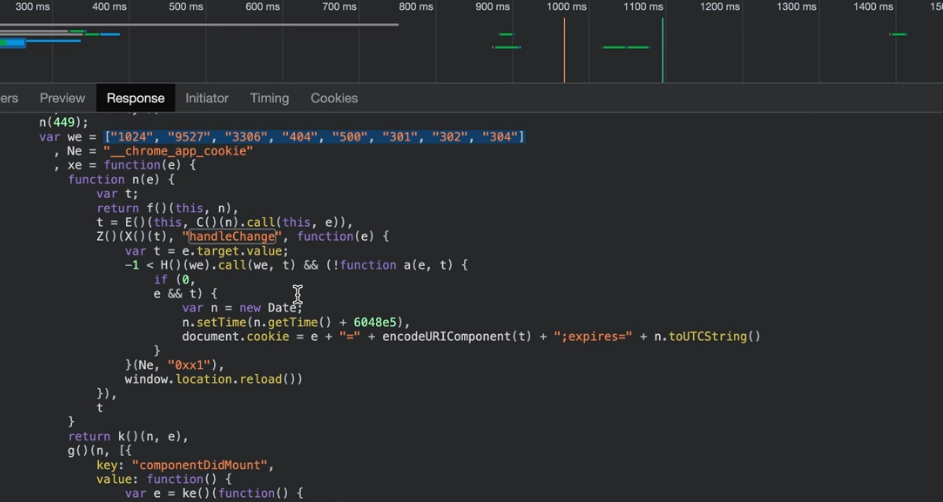 300 ms 400 ms 500 ms 600 ms 700 ms 800 ms 900 ms 1000 ms 1100 ms 1200 ms 1300 ms 1400 ms 150
ers Preview Response Initiator Timing Cookies
n(449);
var we = ["1024", "9527", "3306", "404", "500", "301", "302", "304"]
, Ne = "__chrome_app_cookie"
, xe = function(e) {
function n(e) {
var t;
return f()(this, n),
t = E()(this, C()(n).call(this, e)),
Z()(X()(t), "handleChange", function(e) {
var t = e.target.value;
-1 < H()(we).call(we, t) && (!function a(e, t) {
if (0,
e && t) {
var n = new Date;
n.setTime(n.getTime() + 6048e5),
document.cookie = e + "=" + encodeURIComponent(t) + ";expires=" + n.toUTCString()
}
}(Ne, "0xx1"),
window.location.reload())
}),
t
}
return k()(n, e),
g()(n, [{
key: "componentDidMount",
value: function() {
var e = ke()(function() {